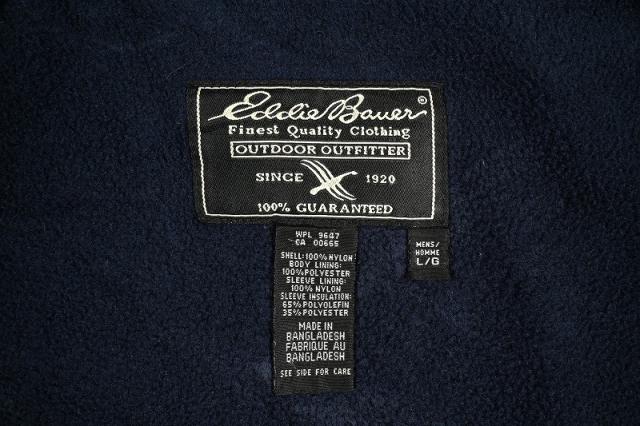 Eddie Bauer®
Finest Quality Clothing
OUTDOOR OUTFITTER
SINCE 1920
100% GUARANTEED
WPL 9647
CA 00665
SHELL: 100% NYLON
BODY LINING:
100% POLYESTER
SLEEVE LINING:
100% NYLON
SLEEVE INSULATION:
65% POLYOLEFIN
35% POLYESTER
MADE IN
BANGLADESH
FABRIQUE AU
BANGLADESH
SEE SIDE FOR CARE
MENS/
HOMME
L/G